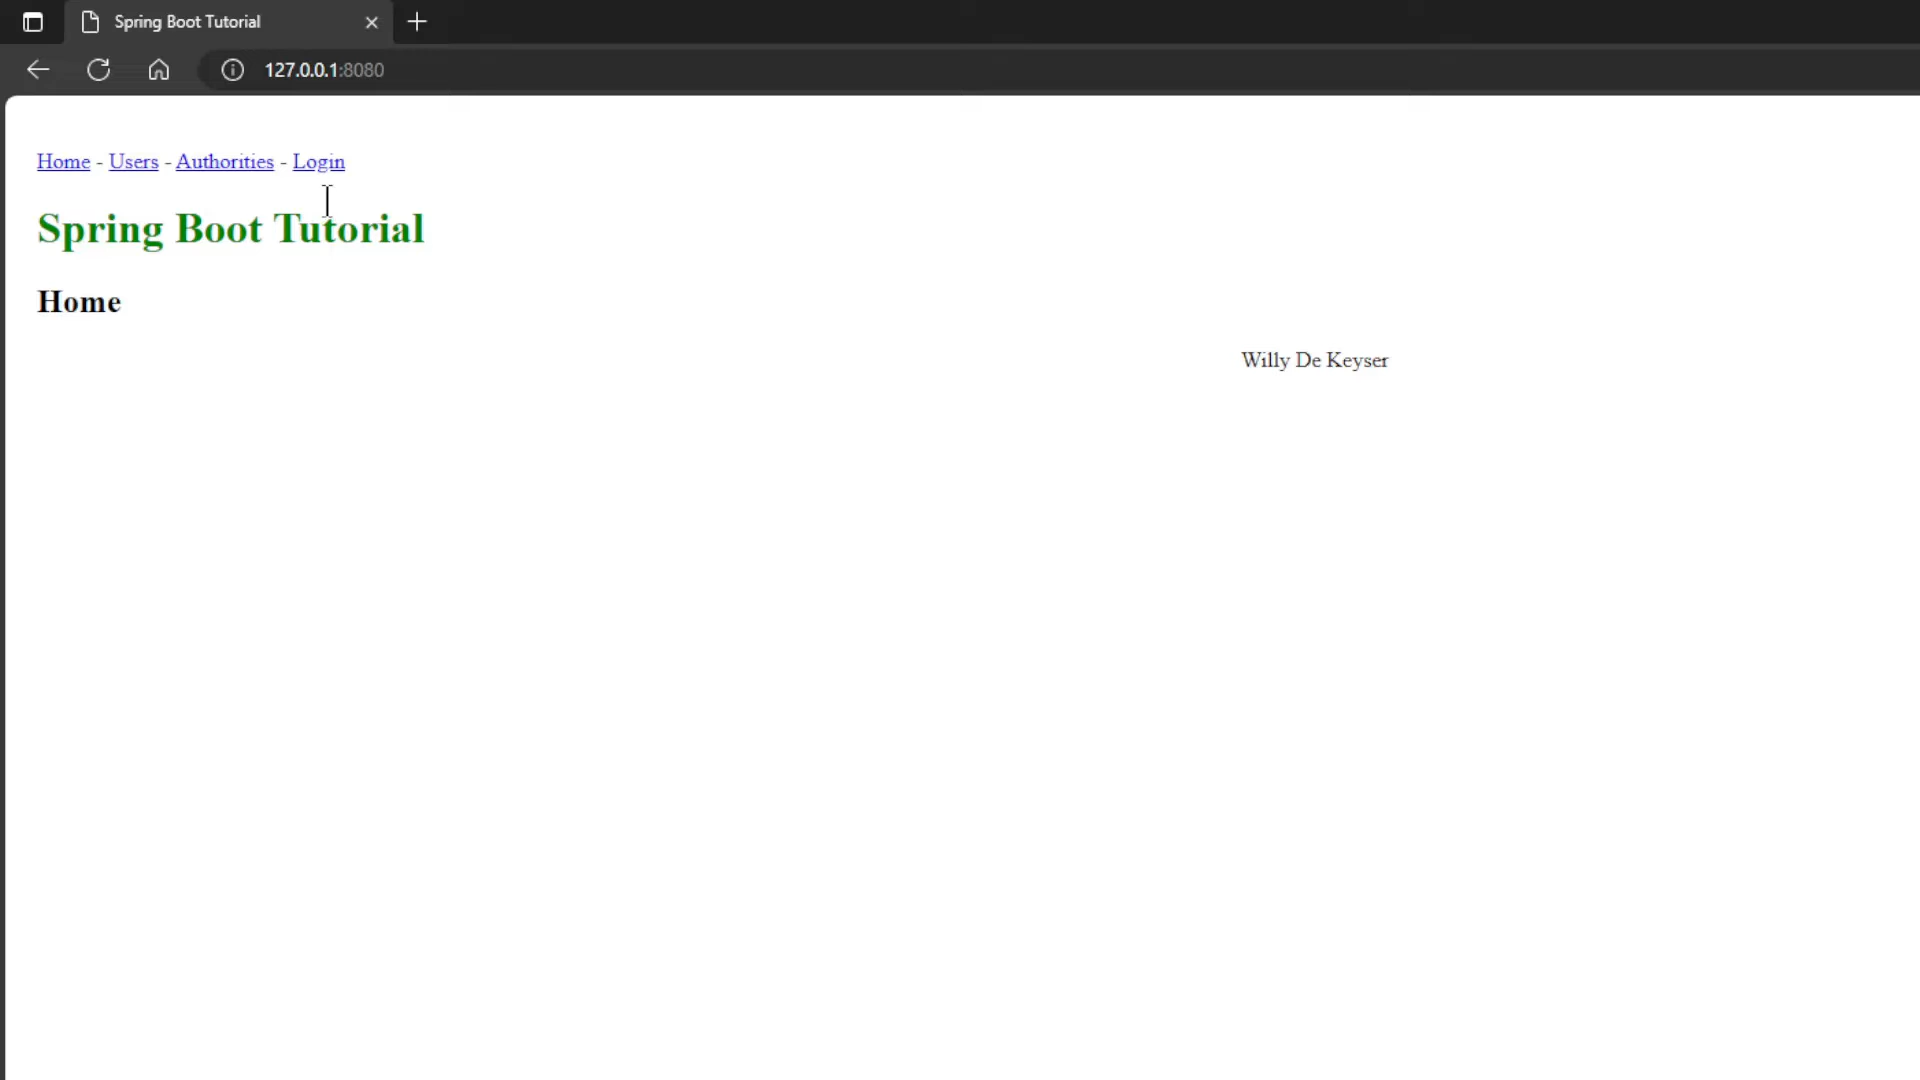 Spring Boot Tutorial
127.0.0.1:8080
Home - Users - Authorities - Login
Spring Boot Tutorial
Home
Willy De Keyser